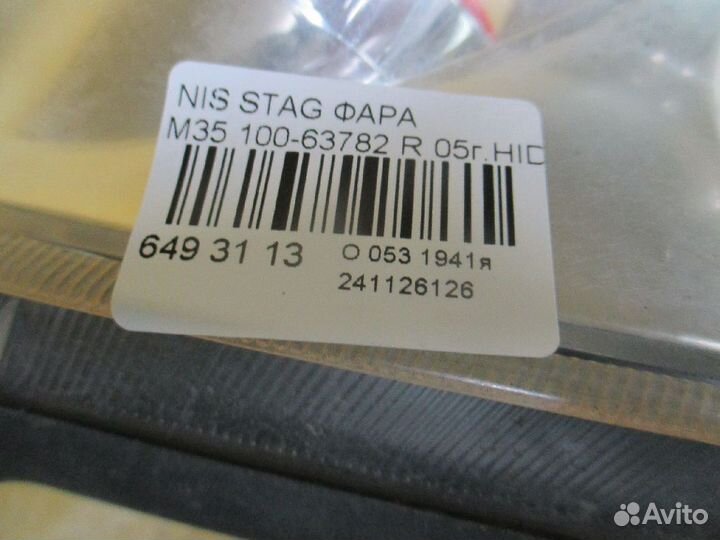 NIS STAG ФАРА
M35 100-63782 R 05г.HID
649 31 13
O 053 1941я
241126126
Avito